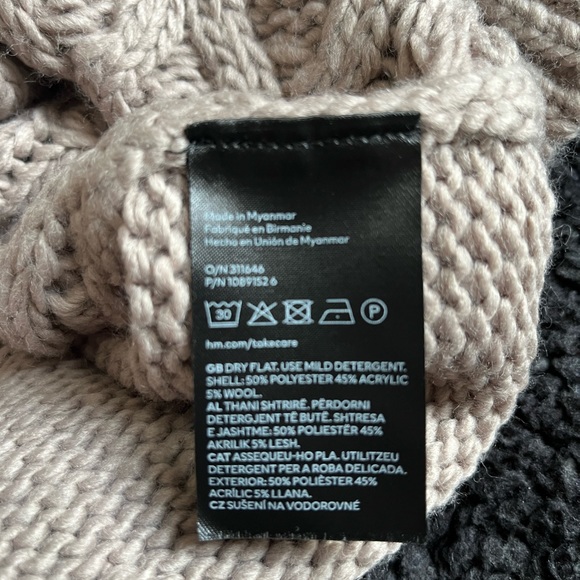 Made in Myanmar
Fabriqué en Birmanie
Hecho en Unión de Myanmar
O/N 311646
P/N 1089152 6
30 P
hm.com/takecare
GB DRY FLAT. USE MILD DETERGENT.
SHELL: 50% POLYESTER 45% ACRYLIC
5% WOOL.
AL THANI SHTRIRË. PËRDORNI
DETERGJENT TË BUTË. SHTRESA
E JASHTME: 50% POLIESTËR 45%
AKRILIK 5% LESH.
CAT ASSEQUEU-HO PLA. UTILITZEU
DETERGENT PER A ROBA DELICADA.
EXTERIOR: 50% POLIÈSTER 45%
ACRÍLIC 5% LLANA.
CZ SUŠENÍ NA VODOROVNÉ